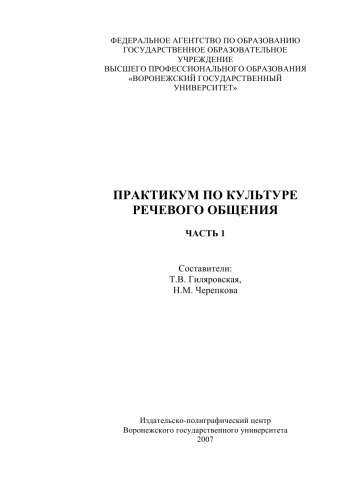 ФЕДЕРАЛЬНОЕ АГЕНТСТВО ПО ОБРАЗОВАНИЮ
ГОСУДАРСТВЕННОЕ ОБРАЗОВАТЕЛЬНОЕ
УЧРЕЖДЕНИЕ
ВЫСШЕГО ПРОФЕССИОНАЛЬНОГО ОБРАЗОВАНИЯ
«ВОРОНЕЖСКИЙ ГОСУДАРСТВЕННЫЙ
УНИВЕРСИТЕТ»
ПРАКТИКУМ ПО КУЛЬТУРЕ
РЕЧЕВОГО ОБЩЕНИЯ
ЧАСТЬ 1
Составители:
Т.В. Гиляровская,
Н.М. Черепкова
Издательско-полиграфический центр
Воронежского государственного университета
2007